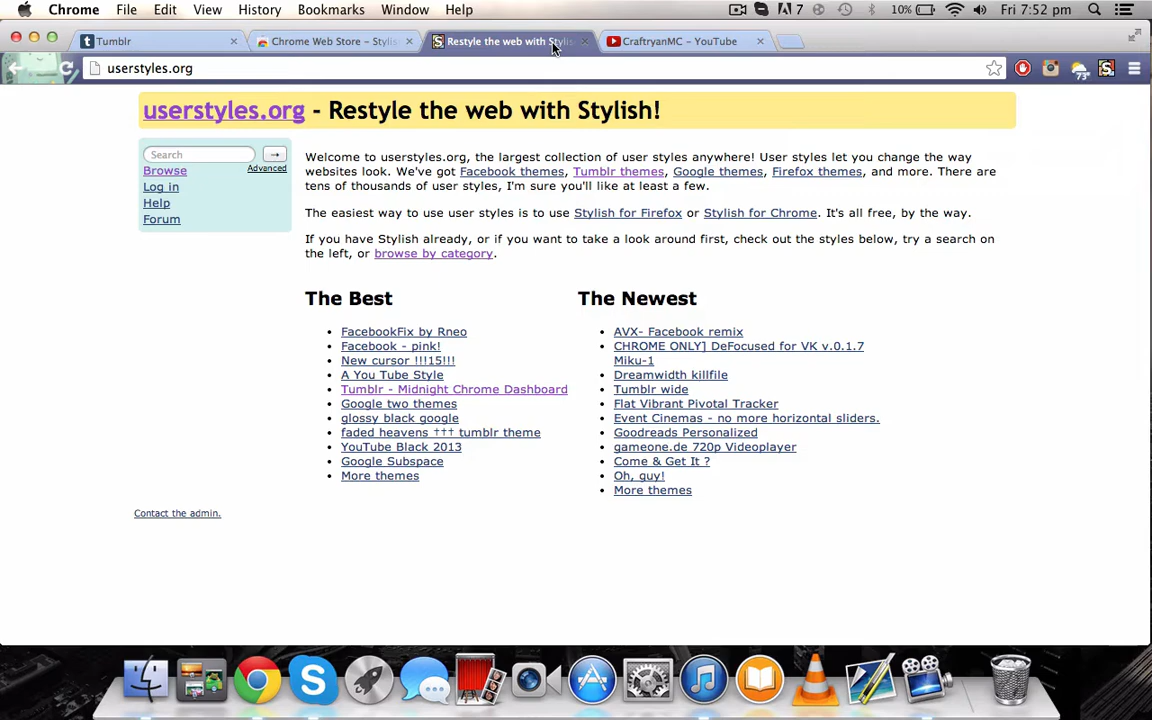 Chrome File Edit View History Bookmarks Window Help 7 10% Fri 7:52 pm
Tumblr Chrome Web Store – Stylis Restyle the web with Stylis CraftryanMC – YouTube
userstyles.org 73°
userstyles.org - Restyle the web with Stylish!
Search →
Advanced
Browse
Log in
Help
Forum
Welcome to userstyles.org, the largest collection of user styles anywhere! User styles let you change the way
websites look. We've got Facebook themes, Tumblr themes, Google themes, Firefox themes, and more. There are
tens of thousands of user styles, I'm sure you'll like at least a few.
The easiest way to use user styles is to use Stylish for Firefox or Stylish for Chrome. It's all free, by the way.
If you have Stylish already, or if you want to take a look around first, check out the styles below, try a search on
the left, or browse by category.
The Best
FacebookFix by Rneo
Facebook - pink!
New cursor !!!15!!!
A You Tube Style
Tumblr - Midnight Chrome Dashboard
Google two themes
glossy black google
faded heavens ††† tumblr theme
YouTube Black 2013
Google Subspace
More themes
The Newest
AVX- Facebook remix
CHROME ONLY] DeFocused for VK v.0.1.7
Miku-1
Dreamwidth killfile
Tumblr wide
Flat Vibrant Pivotal Tracker
Event Cinemas - no more horizontal sliders.
Goodreads Personalized
gameone.de 720p Videoplayer
Come & Get It ?
Oh, guy!
More themes
Contact the admin.